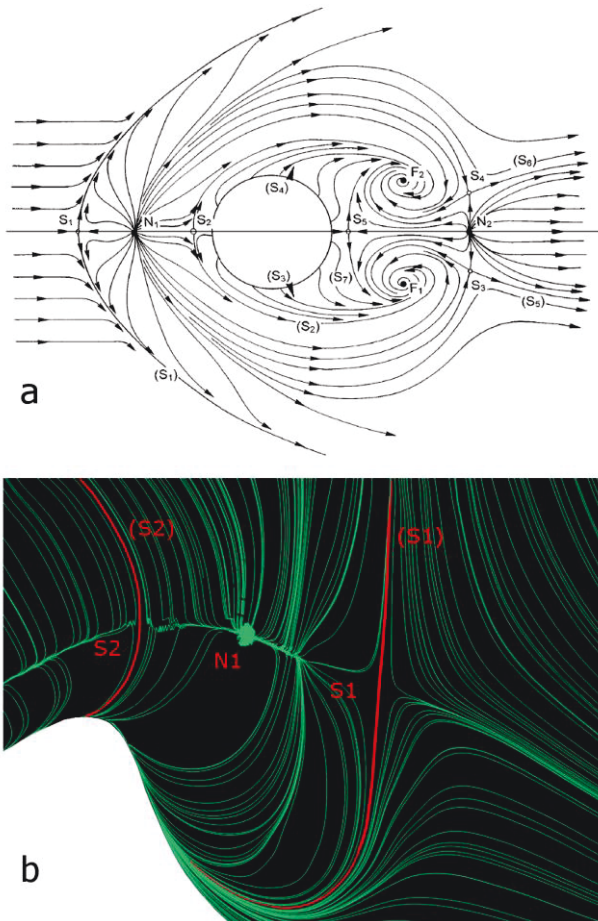 (S₆)
F₂
(S₄)
S₄
S₁
N₁
S₂
S₅
N₂
(S₃)
(S₇)
F₁
S₃
(S₂)
(S₅)
(S₁)
a
(S2)
(S1)
S2
N1
S1
b